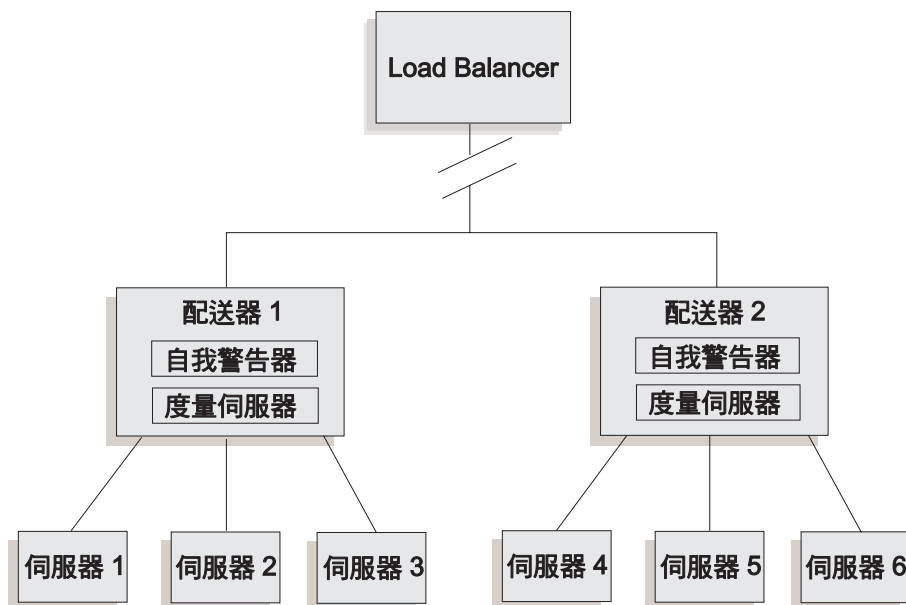 Load Balancer
配送器 1
自我警告器
度量伺服器
配送器 2
自我警告器
度量伺服器
伺服器 1
伺服器 2
伺服器 3
伺服器 4
伺服器 5
伺服器 6